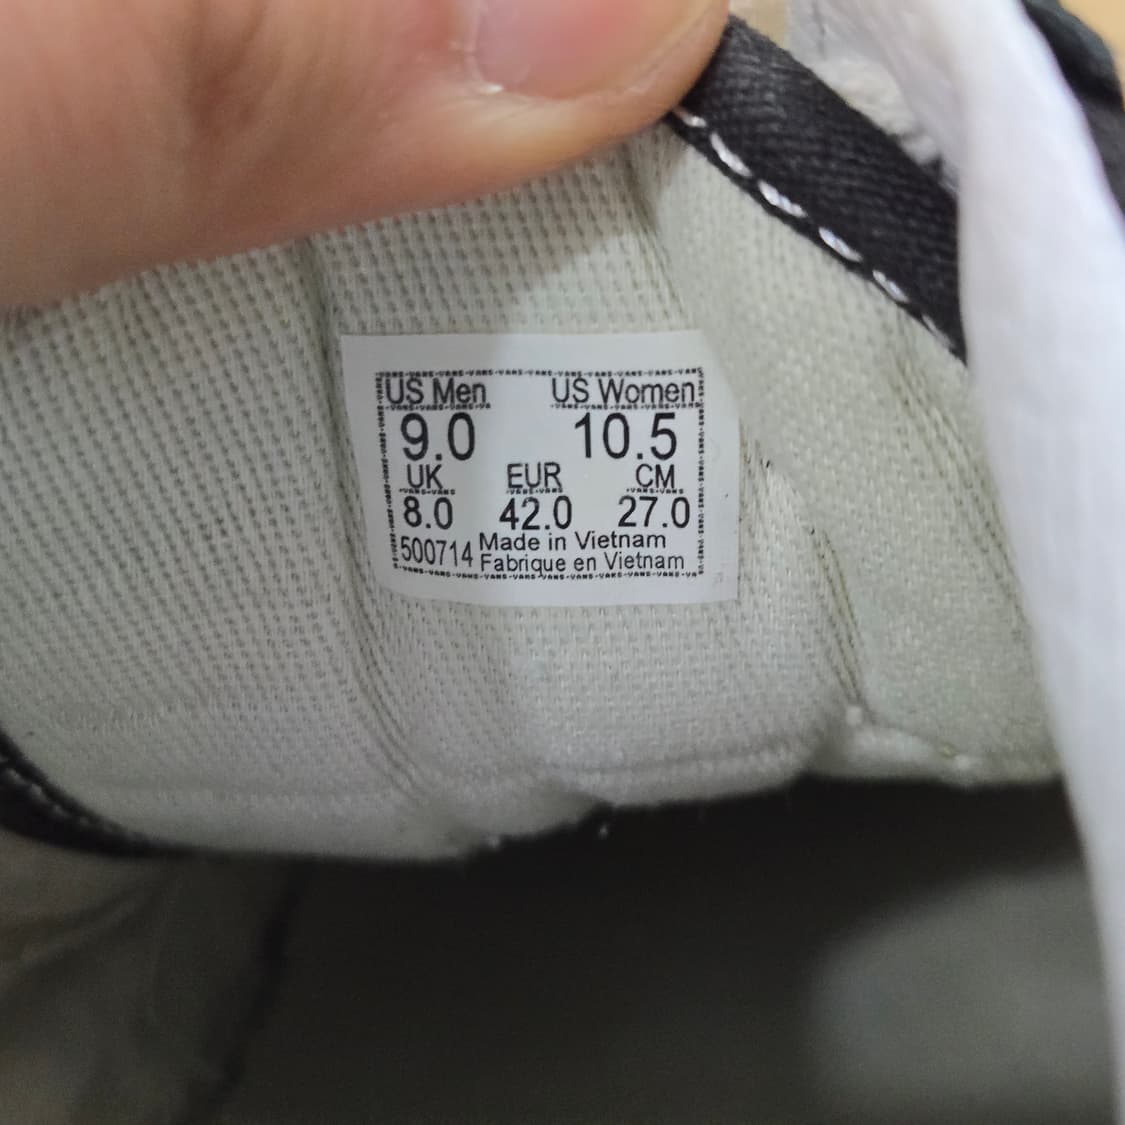 US Men US Women
9.0 10.5
UK EUR CM
8.0 42.0 27.0
500714 Made in Vietnam
Fabrique en Vietnam